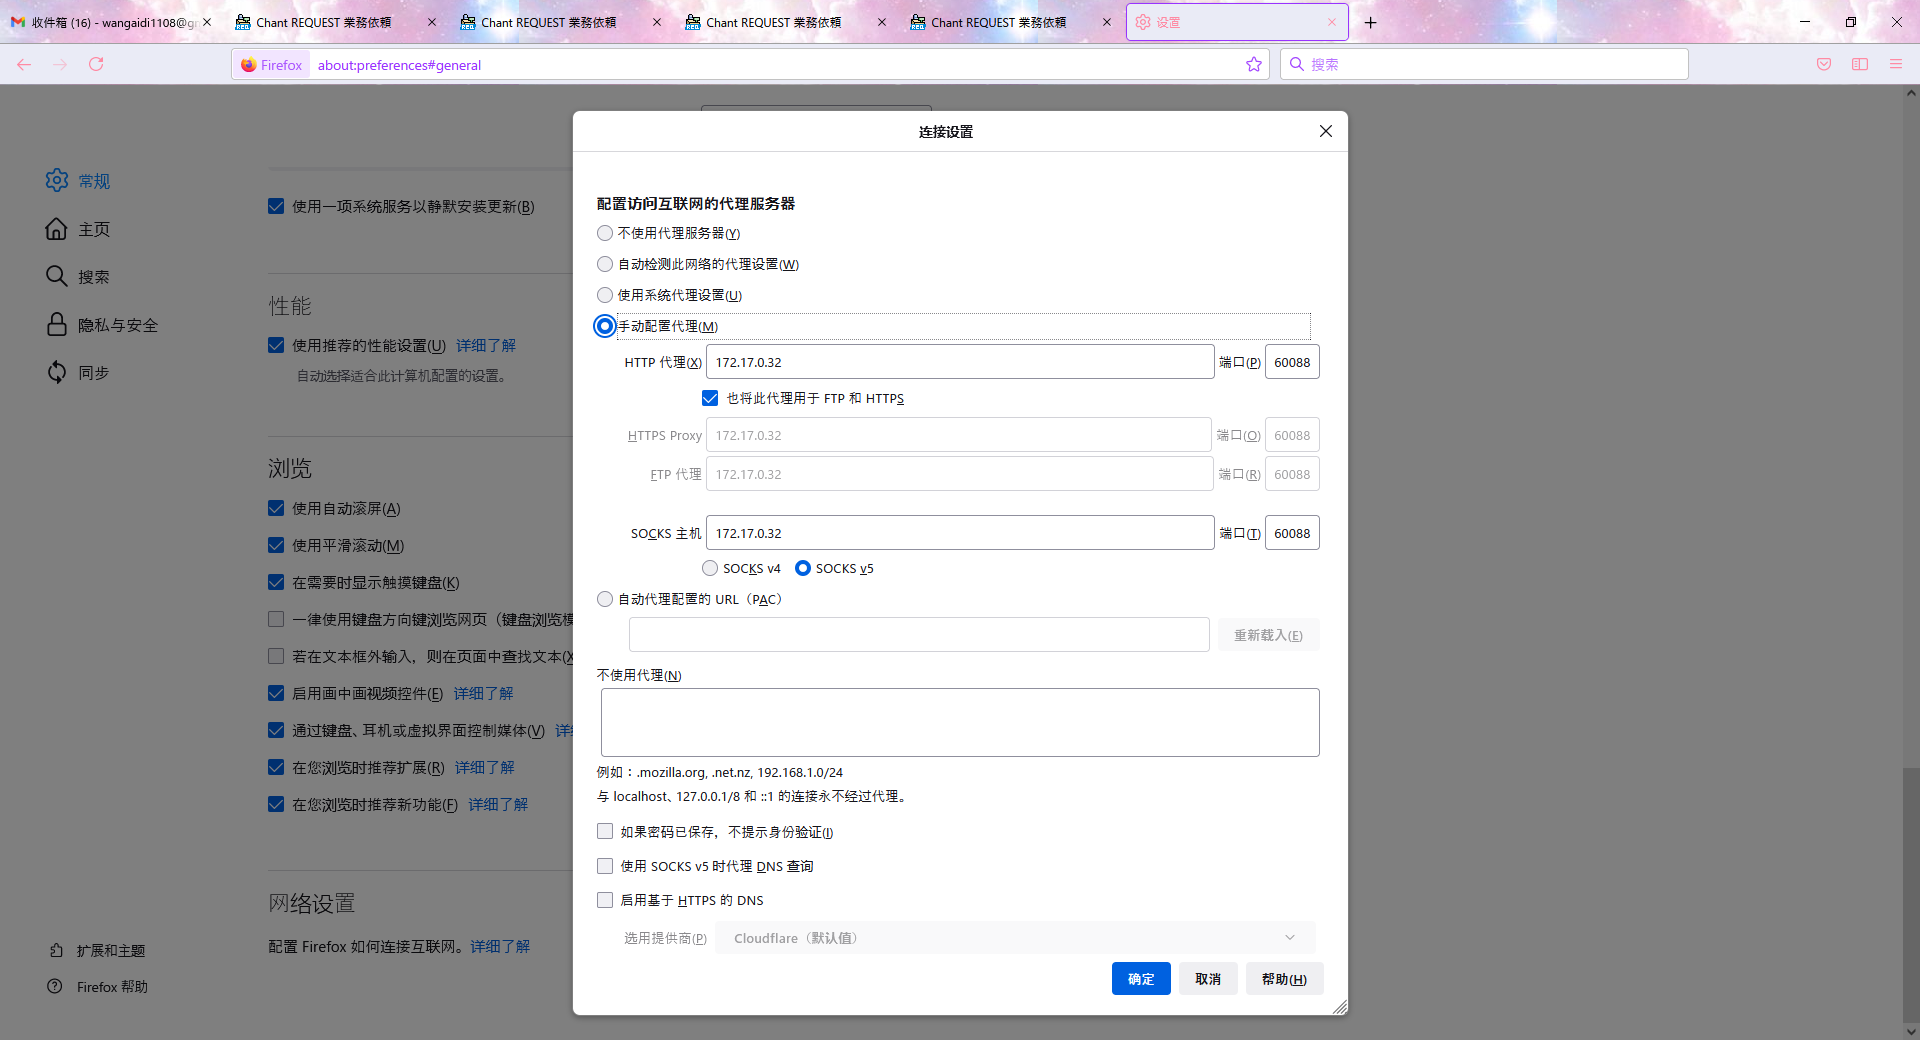 收件箱 (16) - wangaidi1108@g
Chant REQUEST 業務依頼
Chant REQUEST 業務依頼
Chant REQUEST 業務依頼
Chant REQUEST 業務依頼
设置
Firefox
about:preferences#general
搜索
连接设置
常规
主页
搜索
隐私与安全
同步
扩展和主题
Firefox 帮助
使用一项系统服务以静默安装更新(B)
性能
使用推荐的性能设置(U) 详细了解
自动选择适合此计算机配置的设置。
浏览
使用自动滚屏(A)
使用平滑滚动(M)
在需要时显示触摸键盘(K)
一律使用键盘方向键浏览网页（键盘浏览模
若在文本框外输入，则在页面中查找文本(X
启用画中画视频控件(E) 详细了解
通过键盘、耳机或虚拟界面控制媒体(V) 详
在您浏览时推荐扩展(R) 详细了解
在您浏览时推荐新功能(F) 详细了解
网络设置
配置 Firefox 如何连接互联网。详细了解
配置访问互联网的代理服务器
不使用代理服务器(Y)
自动检测此网络的代理设置(W)
使用系统代理设置(U)
手动配置代理(M)
HTTP 代理(X) 172.17.0.32 端口(P) 60088
也将此代理用于 FTP 和 HTTPS
HTTPS Proxy 172.17.0.32 端口(O) 60088
FTP 代理 172.17.0.32 端口(R) 60088
SOCKS 主机 172.17.0.32 端口(T) 60088
SOCKS v4 SOCKS v5
自动代理配置的 URL（PAC）
重新载入(E)
不使用代理(N)
例如：.mozilla.org, .net.nz, 192.168.1.0/24
与 localhost、127.0.0.1/8 和 ::1 的连接永不经过代理。
如果密码已保存，不提示身份验证(I)
使用 SOCKS v5 时代理 DNS 查询
启用基于 HTTPS 的 DNS
选用提供商(P) Cloudflare（默认值）
确定 取消 帮助(H)